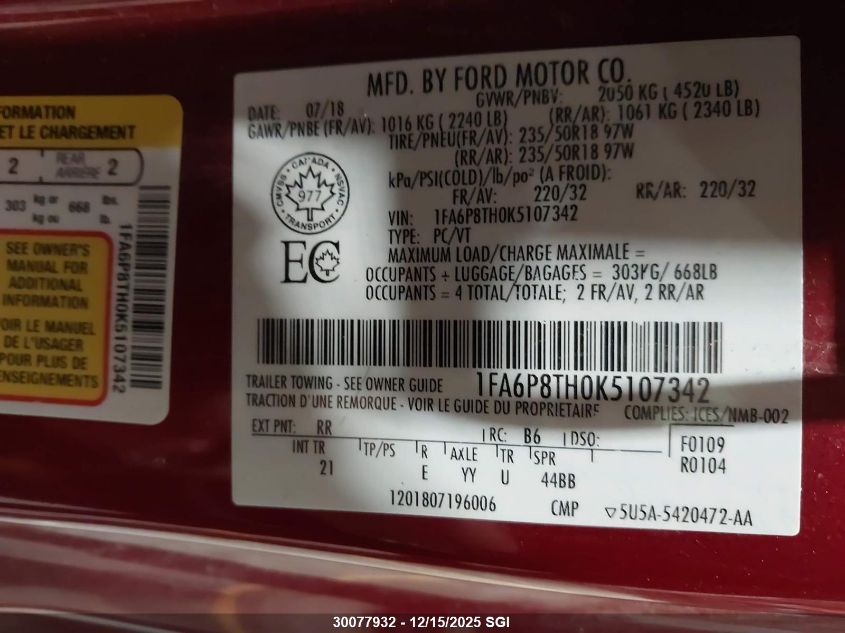 FORMATION
ET LE CHARGEMENT
2 REAR ARRIÈRE 2
303 kg or kg ou 668 lbs. lb.
SEE OWNER'S
MANUAL FOR
ADDITIONAL
INFORMATION
VOIR LE MANUEL
DE L'USAGER
POUR PLUS DE
RENSEIGNEMENTS
1FA6P8TH0K5107342
MFD. BY FORD MOTOR CO.
DATE: 07/18 GVWR/PNBV: 2050 KG ( 4520 LB)
GAWR/PNBE (FR/AV): 1016 KG ( 2240 LB) (RR/AR): 1061 KG ( 2340 LB)
TIRE/PNEU(FR/AV): 235/50R18 97W
(RR/AR): 235/50R18 97W
kPa/PSI(COLD)/lb/po² (A FROID):
FR/AV: 220/32 RR/AR: 220/32
CANADA
CMVSS 977 NSVAC
TRANSPORT
VIN: 1FA6P8TH0K5107342
TYPE: PC/VT
EC
MAXIMUM LOAD/CHARGE MAXIMALE =
OCCUPANTS + LUGGAGE/BAGAGES = 303KG/ 668LB
OCCUPANTS = 4 TOTAL/TOTALE; 2 FR/AV, 2 RR/AR
TRAILER TOWING - SEE OWNER GUIDE 1FA6P8TH0K5107342
TRACTION D'UNE REMORQUE - VOIR LE GUIDE DU PROPRIETAIRE COMPLIES: ICES/NMB-002
EXT PNT: RR RC: B6 DSO: F0109
INT TR TP/PS R AXLE TR SPR R0104
21 E YY U 44BB
1201807196006 CMP ▽5U5A-5420472-AA
30077932 - 12/15/2025 SGI